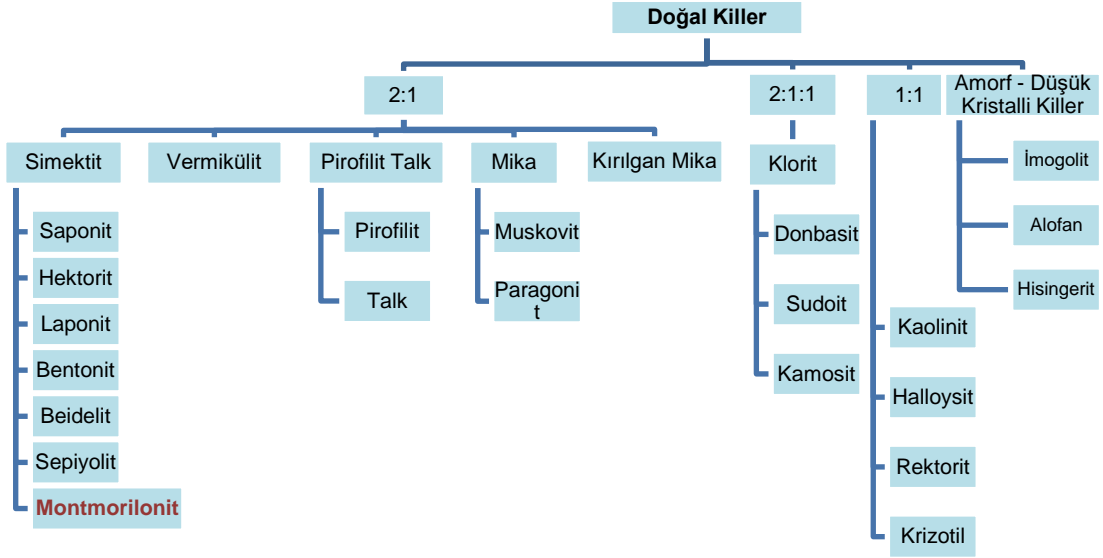 Doğal Killer
2:1
2:1:1
1:1
Amorf - Düşük
Kristalli Killer
Simektit
Vermikülit
Pirofilit Talk
Mika
Kırılgan Mika
Klorit
İmogolit
Alofan
Hisingerit
Saponit
Hektorit
Laponit
Bentonit
Beidelit
Sepiyolit
Montmorilonit
Pirofilit
Talk
Muskovit
Paragoni
t
Donbasit
Sudoit
Kamosit
Kaolinit
Halloysit
Rektorit
Krizotil